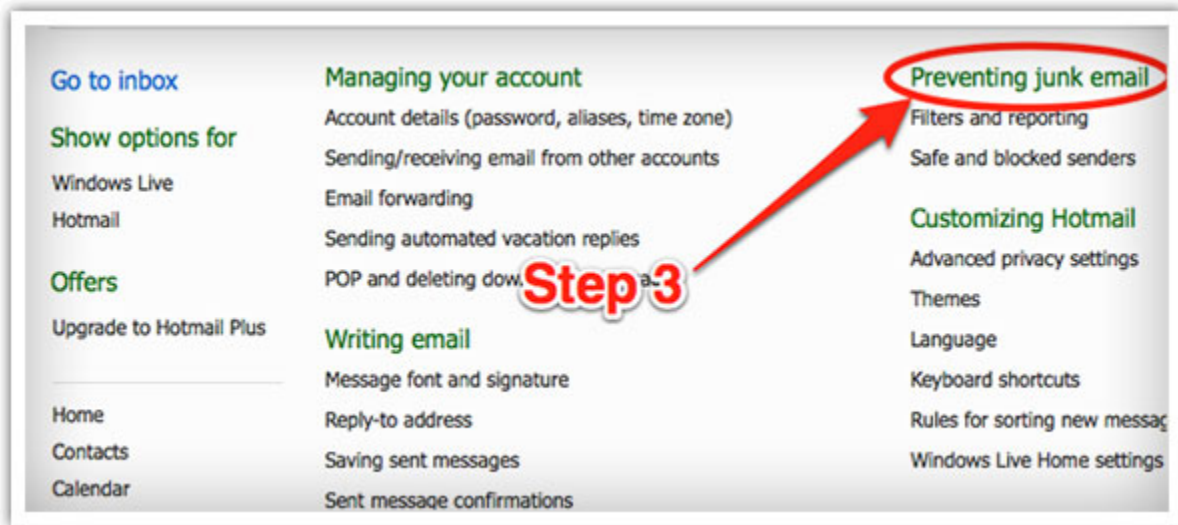 Go to inbox
Show options for
Windows Live
Hotmail
Offers
Upgrade to Hotmail Plus
Home
Contacts
Calendar
Managing your account
Account details (password, aliases, time zone)
Sending/receiving email from other accounts
Email forwarding
Sending automated vacation replies
POP and deleting
Step 3
Writing email
Message font and signature
Reply-to address
Saving sent messages
Sent message confirmations
Preventing junk email
Filters and reporting
Safe and blocked senders
Customizing Hotmail
Advanced privacy settings
Themes
Language
Keyboard shortcuts
Rules for sorting new
Windows Live Home settings